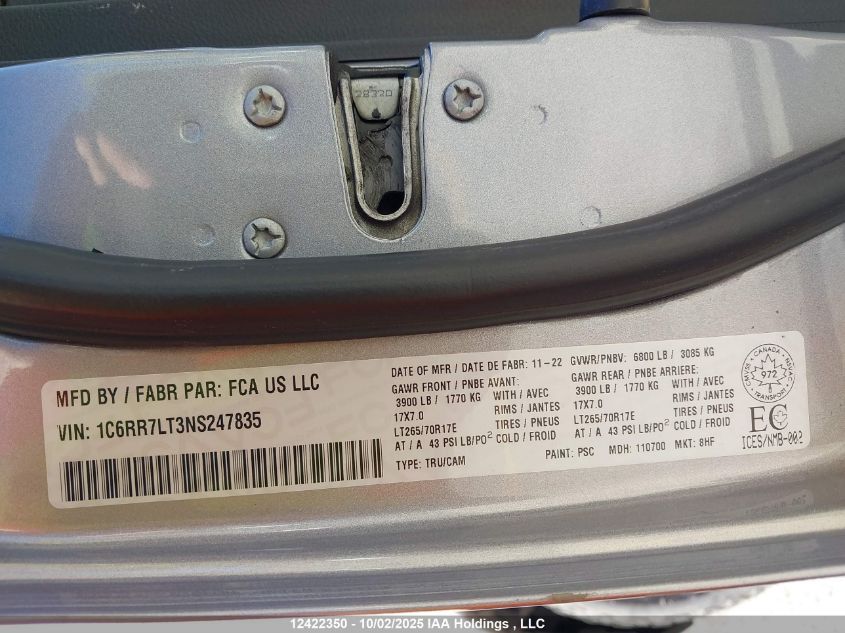 28320
MFD BY / FABR PAR: FCA US LLC
VIN: 1C6RR7LT3NS247835
DATE OF MFR / DATE DE FABR: 11-22
GAWR FRONT / PNBE AVANT:
3900 LB / 1770 KG WITH / AVEC
17X7.0 RIMS / JANTES
LT265/70R17E TIRES / PNEUS
AT / A 43 PSI LB/PO2 COLD / FROID
TYPE: TRU/CAM
GVWR/PNBV: 6800 LB / 3085 KG
GAWR REAR / PNBE ARRIERE:
3900 LB / 1770 KG WITH / AVEC
17X7.0 RIMS / JANTES
LT265/70R17E TIRES / PNEUS
AT / A 43 PSI LB/PO2 COLD / FROID
PAINT: PSC MDH: 110700 MKT: 8HF
CANADA
972
TRANSPORT
EC
ICES/NMB-002
12422350 - 10/02/2025 IAA Holdings , LLC